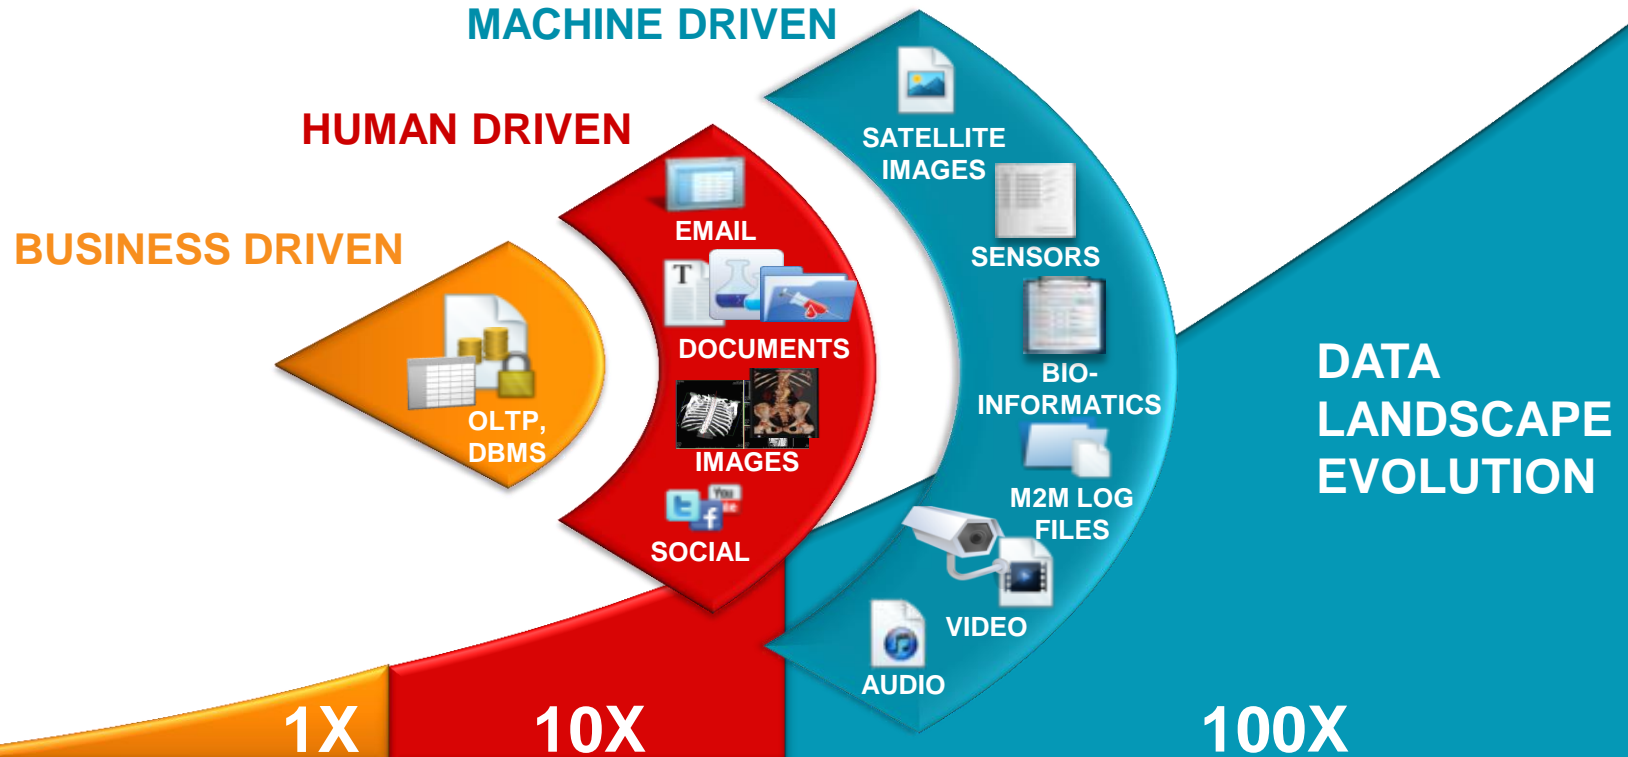 MACHINE DRIVEN
HUMAN DRIVEN
BUSINESS DRIVEN
OLTP,
DBMS
EMAIL
T
DOCUMENTS
IMAGES
You
SOCIAL
SATELLITE
IMAGES
SENSORS
BIO-
INFORMATICS
M2M LOG
FILES
VIDEO
AUDIO
DATA
LANDSCAPE
EVOLUTION
1X
10X
100X